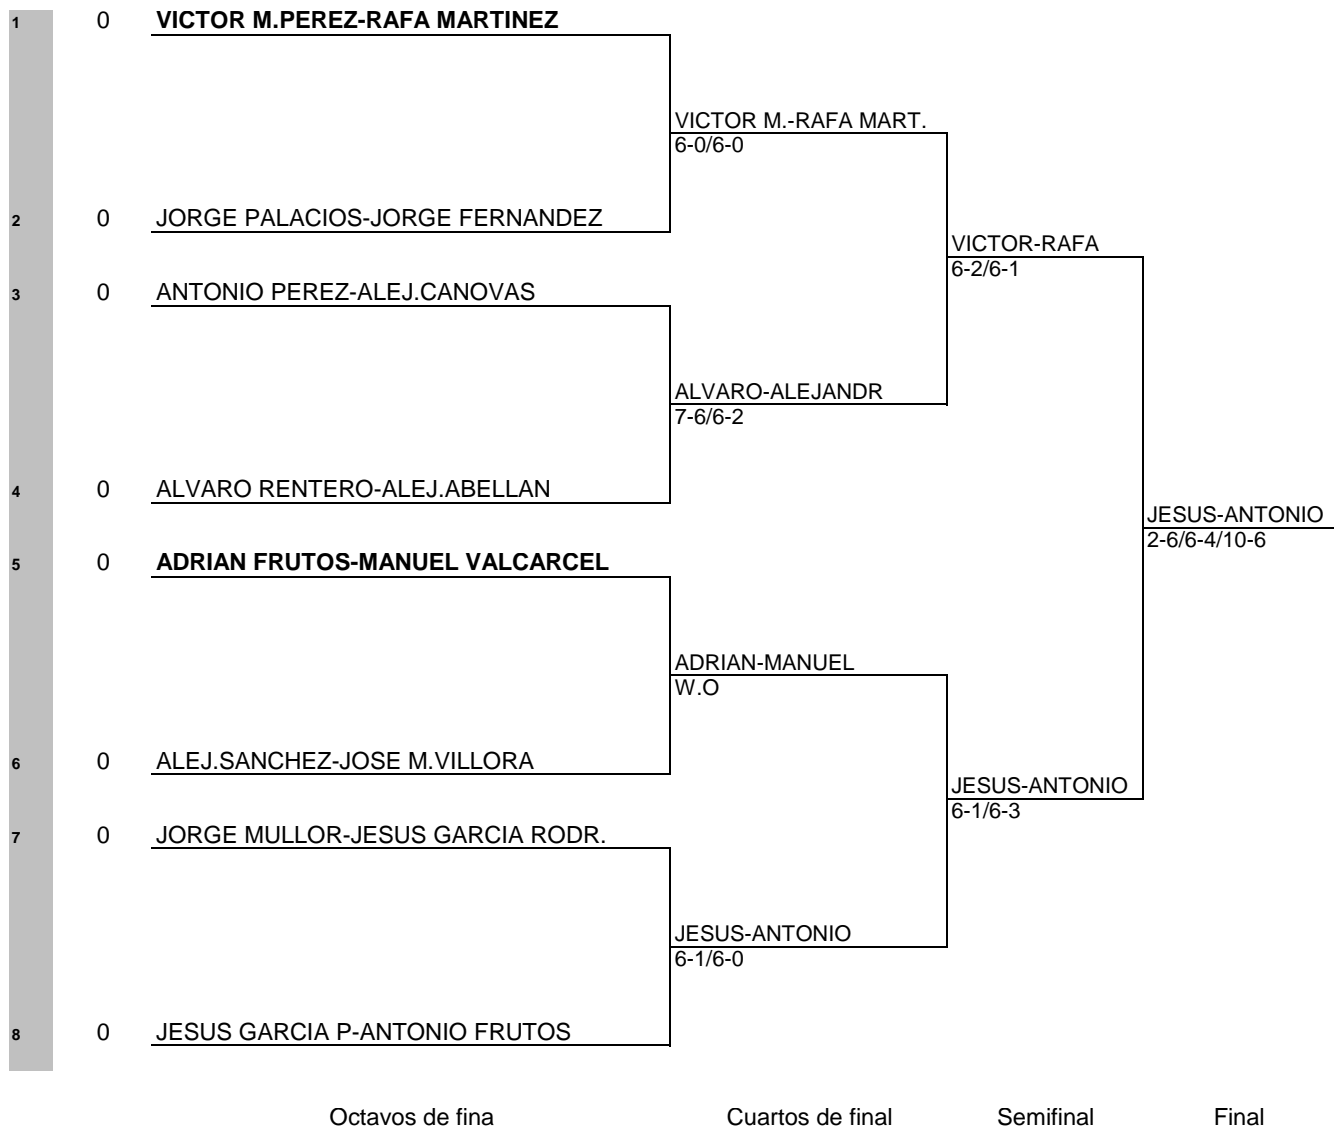 1 0 VICTOR M.PEREZ-RAFA MARTINEZ
VICTOR M.-RAFA MART.
6-0/6-0
2 0 JORGE PALACIOS-JORGE FERNANDEZ
VICTOR-RAFA
6-2/6-1
3 0 ANTONIO PEREZ-ALEJ.CANOVAS
ALVARO-ALEJANDR
7-6/6-2
4 0 ALVARO RENTERO-ALEJ.ABELLAN
JESUS-ANTONIO
2-6/6-4/10-6
5 0 ADRIAN FRUTOS-MANUEL VALCARCEL
ADRIAN-MANUEL
W.O
6 0 ALEJ.SANCHEZ-JOSE M.VILLORA
JESUS-ANTONIO
6-1/6-3
7 0 JORGE MULLOR-JESUS GARCIA RODR.
JESUS-ANTONIO
6-1/6-0
8 0 JESUS GARCIA P-ANTONIO FRUTOS
Octavos de fina Cuartos de final Semifinal Final